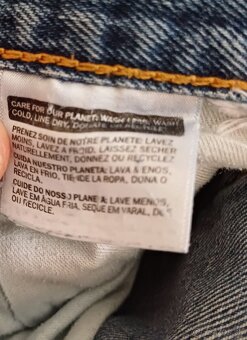 CARE FOR OUR PLANET: WASH LESS, WASH
COLD, LINE DRY, DONATE OR RECYCLE
PRENEZ SOIN DE NOTRE PLANETE: LAVEZ
MOINS, LAVEZ A FROID, LAISSEZ SECHER
NATURELLEMENT, DONNEZ OU RECYCLEZ
CUIDA NUESTRO PLANETA: LAVA MENOS,
LAVA EN FRIO, TIENDE LA ROPA, DONA O
RECICLA.
CUIDE DO NOSSO PLANETA: LAVE MENOS,
LAVE EM ÁGUA FRIA, SEQUE EM VARAL,
OU RECICLE.